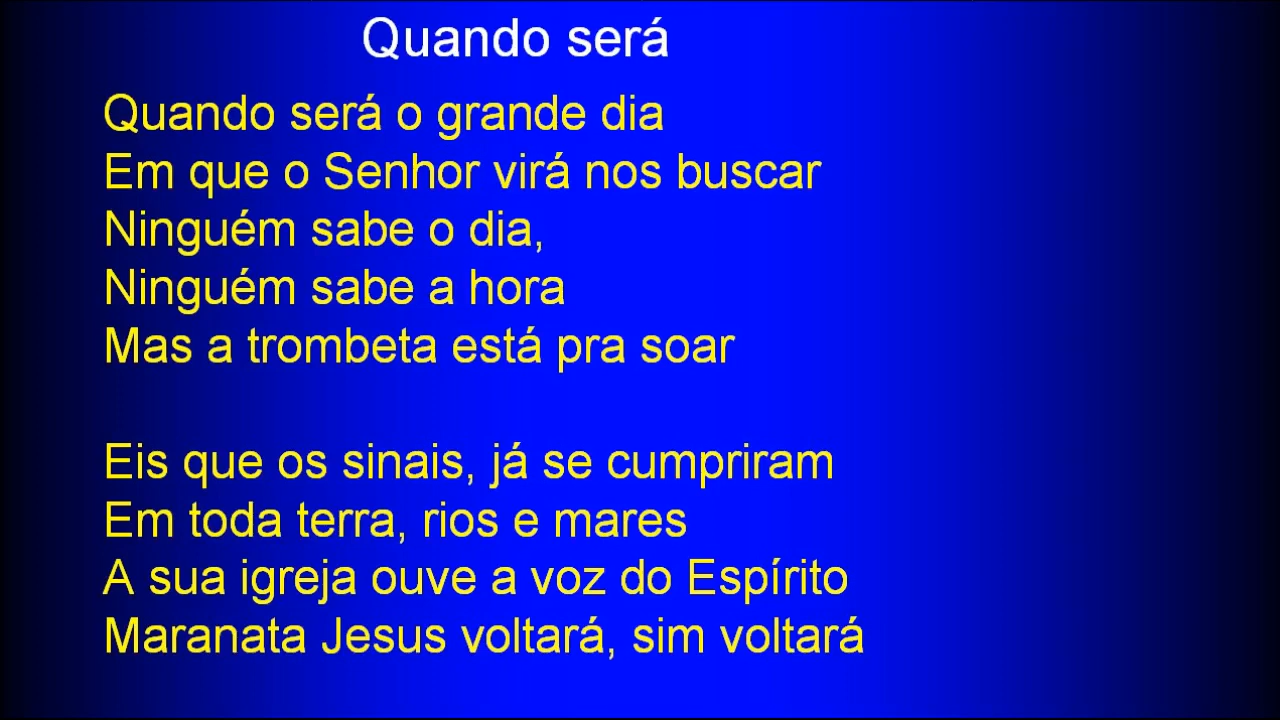 Quando será
Quando será o grande dia
Em que o Senhor virá nos buscar
Ninguém sabe o dia,
Ninguém sabe a hora
Mas a trombeta está pra soar
Eis que os sinais, já se cumpriram
Em toda terra, rios e mares
A sua igreja ouve a voz do Espírito
Maranata Jesus voltará, sim voltará